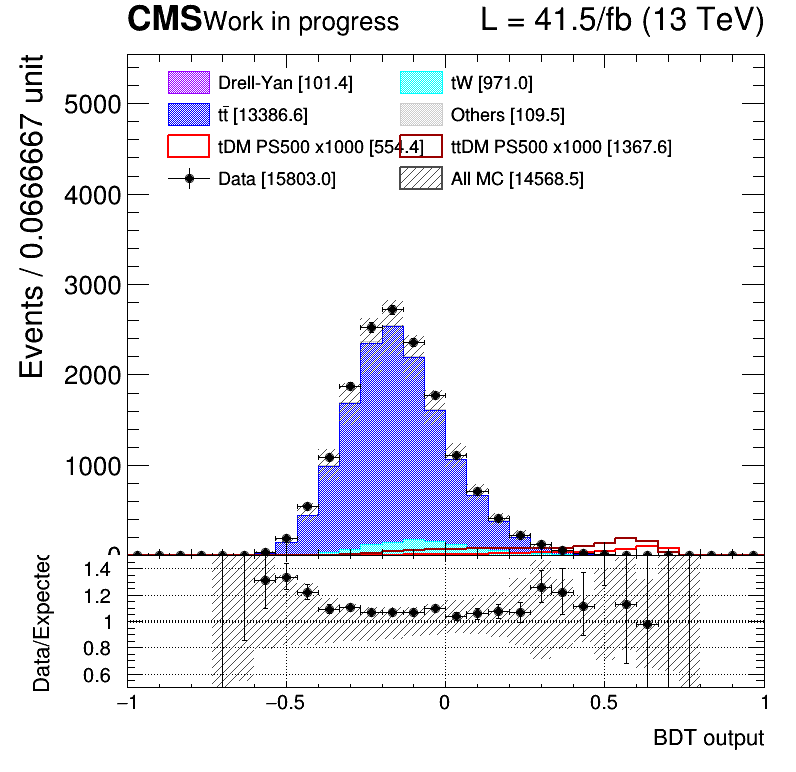 CMS Work in progress L = 41.5/fb (13 TeV)
Events / 0.0666667 unit
5000
4000
3000
2000
1000
0
Drell-Yan [101.4] tW [971.0]
tt̄ [13386.6] Others [109.5]
tDM PS500 x1000 [554.4] ttDM PS500 x1000 [1367.6]
Data [15803.0] All MC [14568.5]
Data/Expected
1.4
1.2
1
0.8
0.6
−1 −0.5 0 0.5 1
BDT output